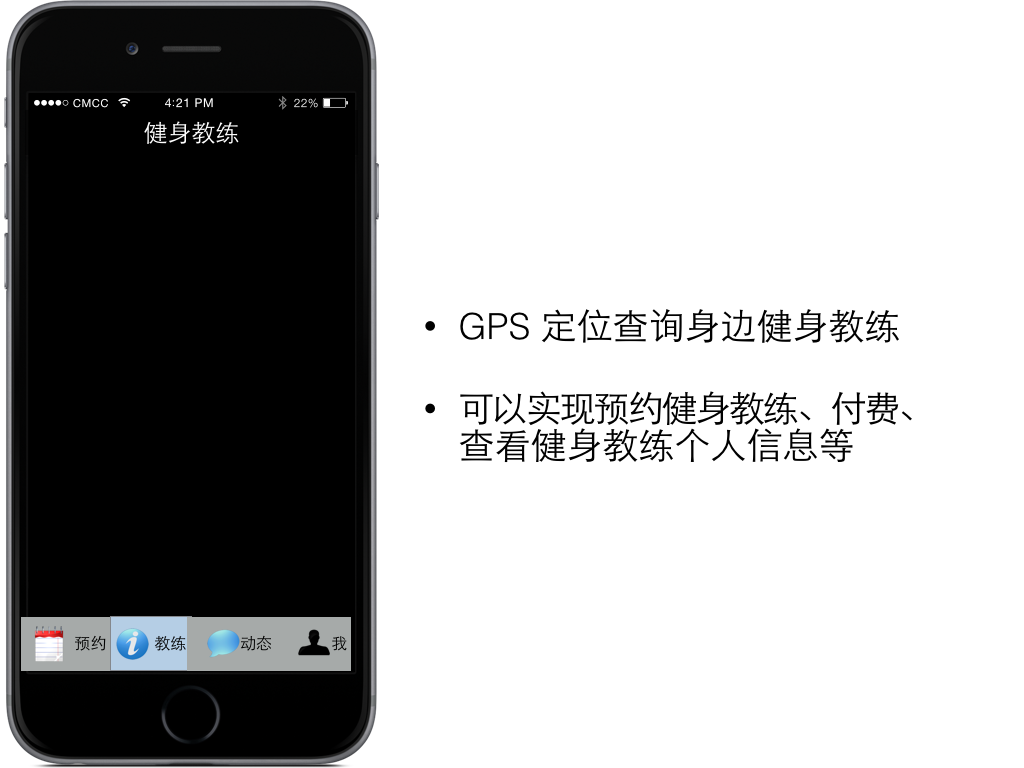 CMCC 4:21 PM 22%
健身教练
• GPS 定位查询身边健身教练
• 可以实现预约健身教练、付费、
查看健身教练个人信息等
预约 教练 动态 我